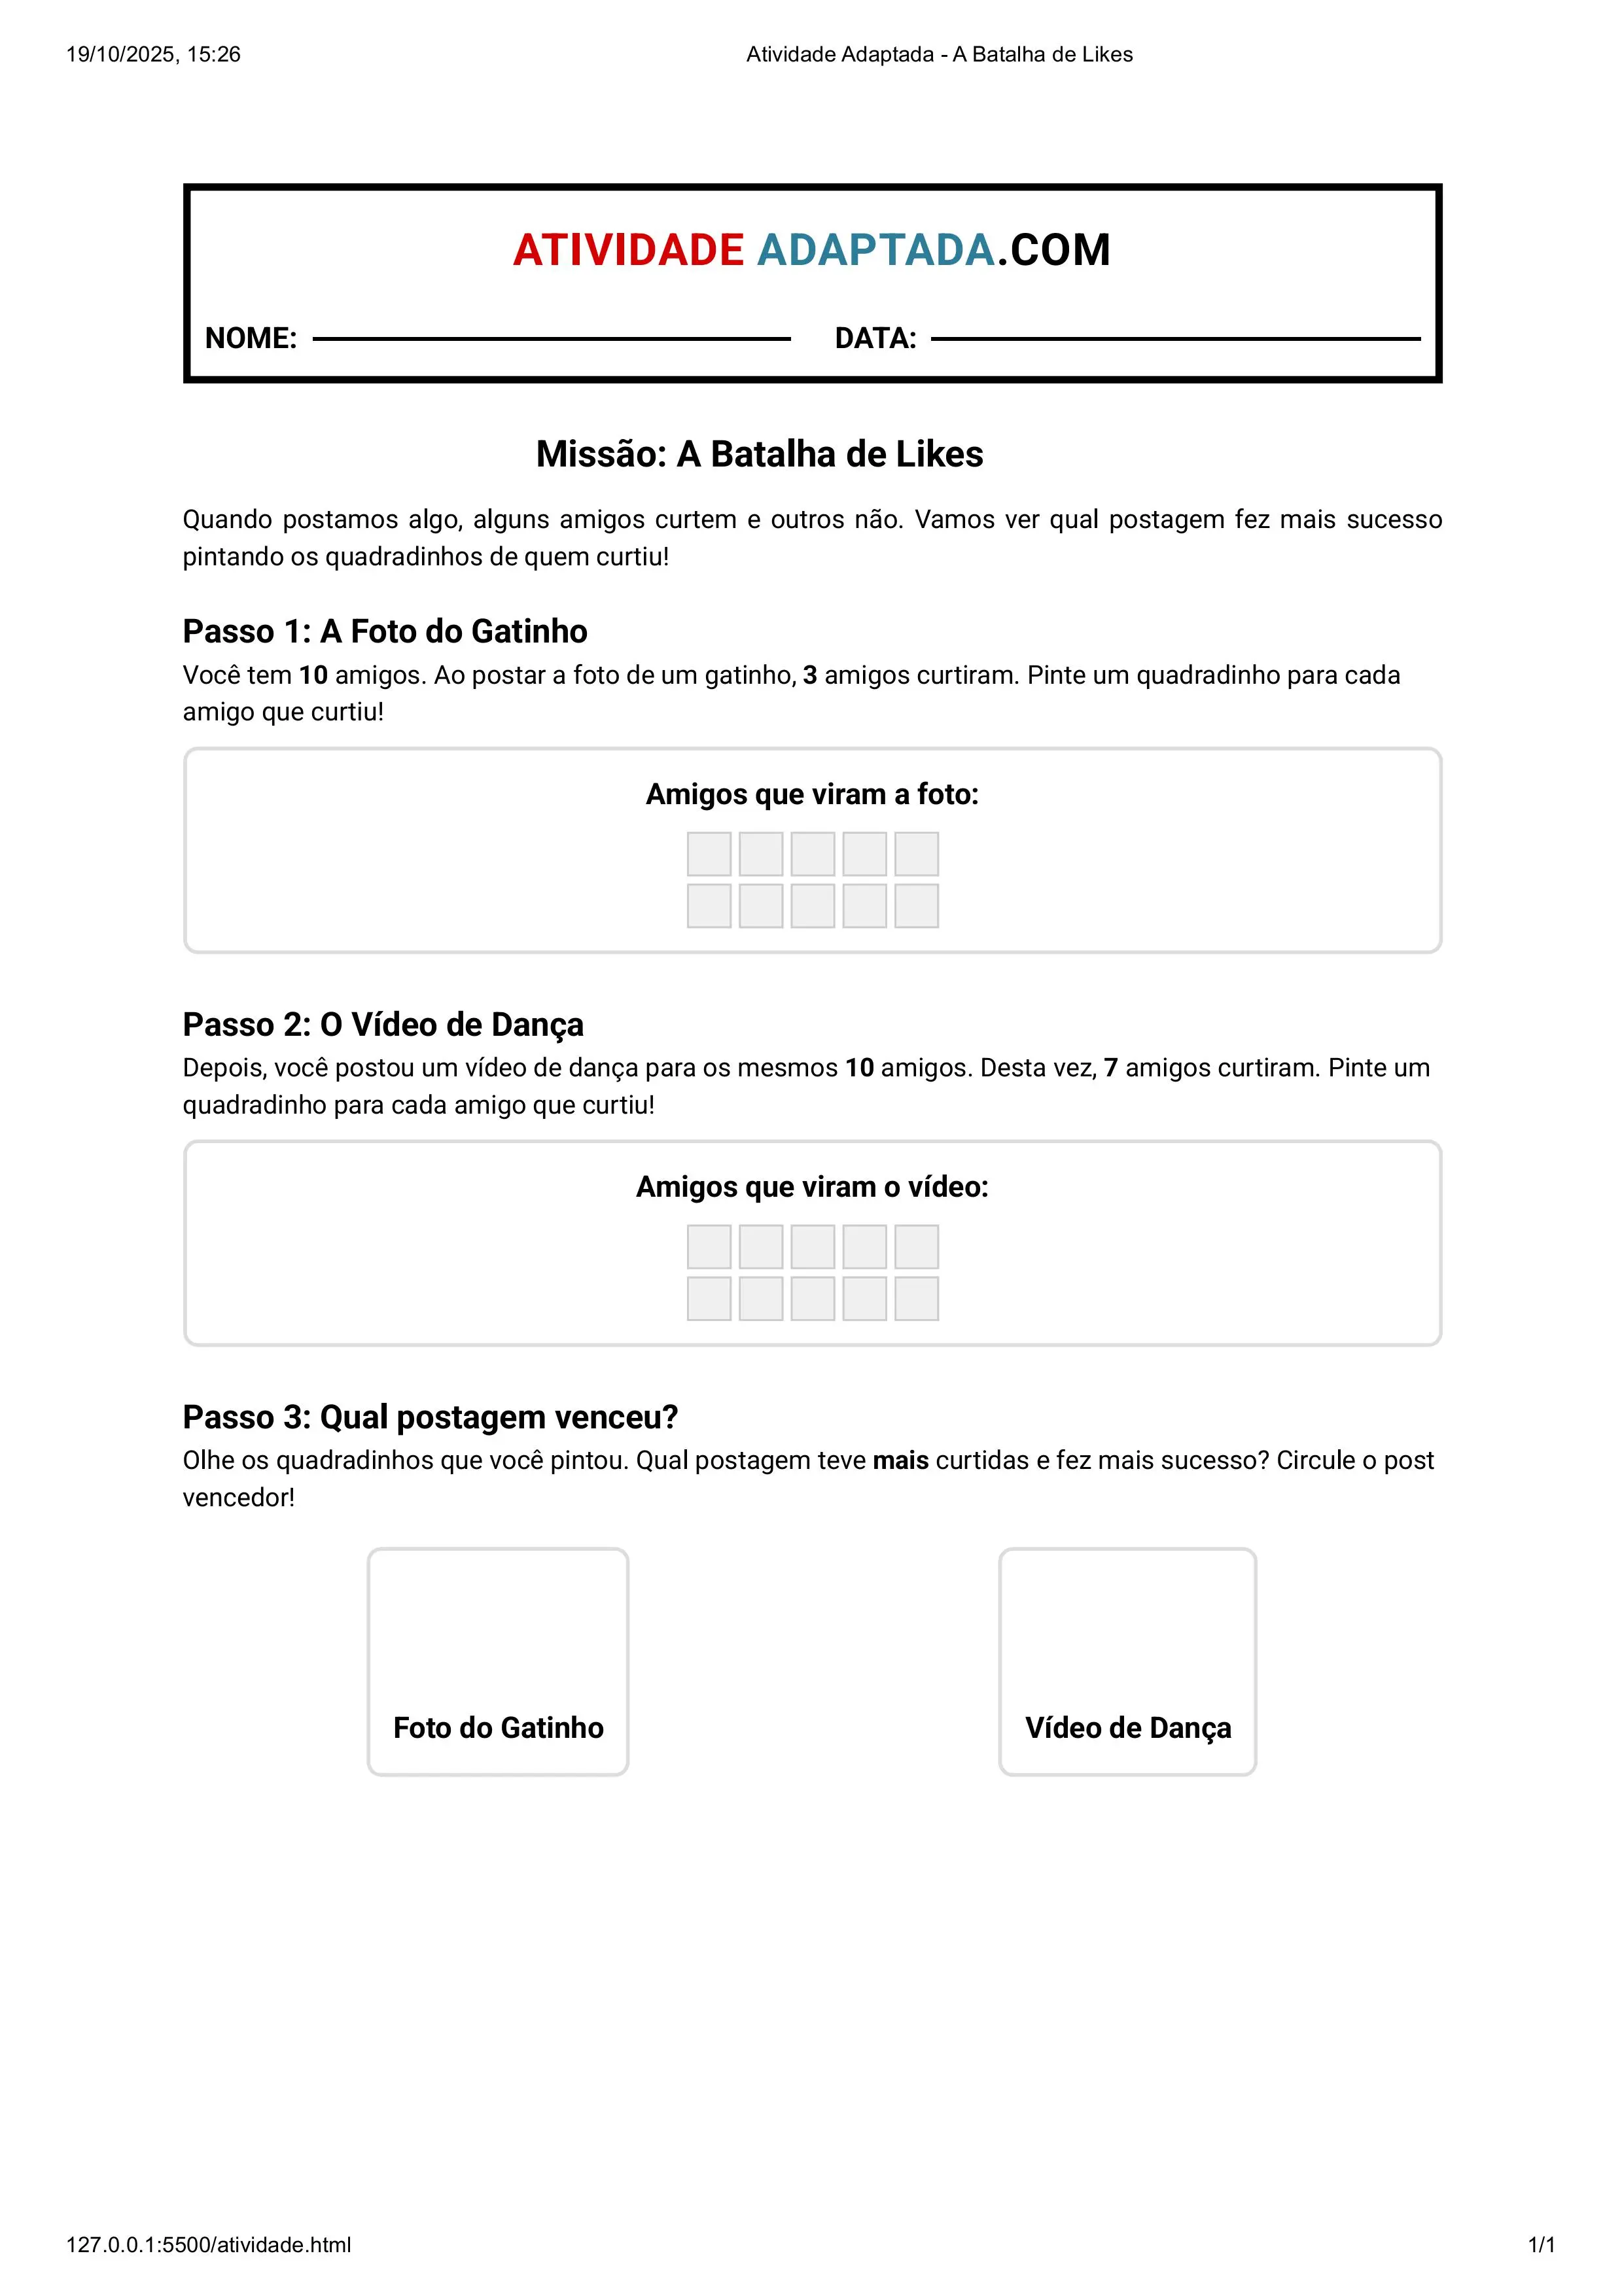 19/10/2025, 15:26
Atividade Adaptada - A Batalha de Likes
ATIVIDADE ADAPTADA.COM
NOME:
DATA:
Missão: A Batalha de Likes
Quando postamos algo, alguns amigos curtem e outros não. Vamos ver qual postagem fez mais sucesso
pintando os quadradinhos de quem curtiu!
Passo 1: A Foto do Gatinho
Você tem 10 amigos. Ao postar a foto de um gatinho, 3 amigos curtiram. Pinte um quadradinho para cada
amigo que curtiu!
Amigos que viram a foto:
Passo 2: O Vídeo de Dança
Depois, você postou um vídeo de dança para os mesmos 10 amigos. Desta vez, 7 amigos curtiram. Pinte um
quadradinho para cada amigo que curtiu!
Amigos que viram o vídeo:
Passo 3: Qual postagem venceu?
Olhe os quadradinhos que você pintou. Qual postagem teve mais curtidas e fez mais sucesso? Circule o post
vencedor!
Foto do Gatinho
Vídeo de Dança
127.0.0.1:5500/atividade.html
1/1